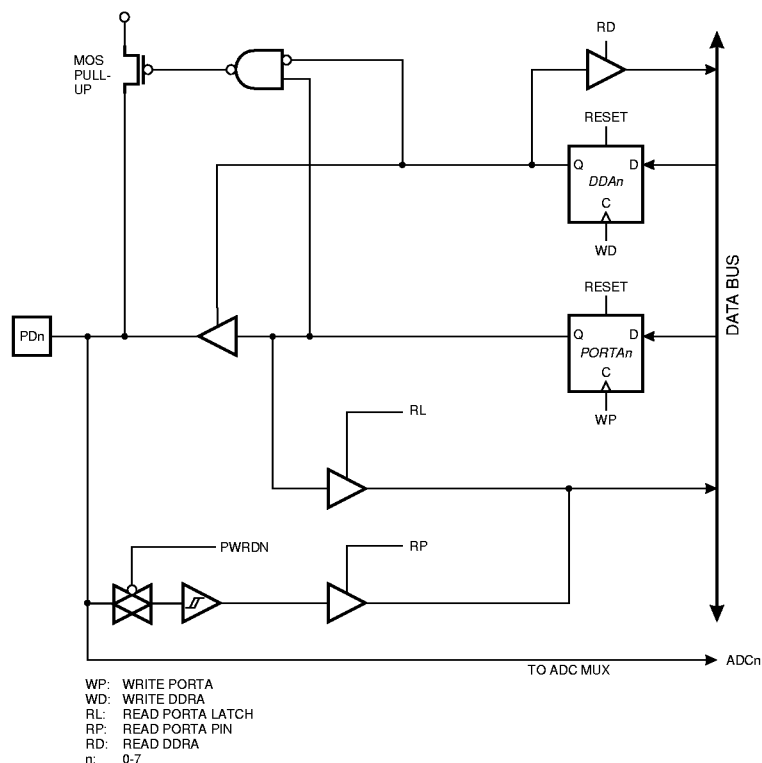 RD
MOS
PULL-
UP
RESET
Q
D
DDAn
C
WD
RESET
DATA BUS
PDn
Q
D
PORTAn
C
WP
RL
PWRDN
RP
TO ADC MUX
ADCn
WP: WRITE PORTA
WD: WRITE DDRA
RL: READ PORTA LATCH
RP: READ PORTA PIN
RD: READ DDRA
n: 0-7